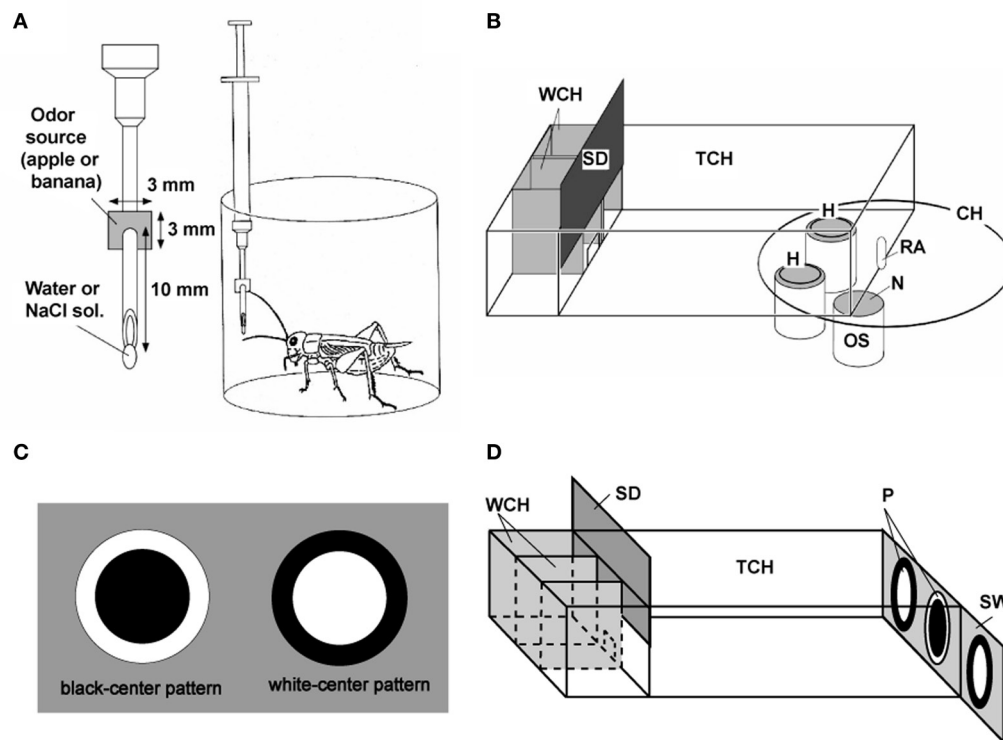 A
Odor
source
(apple or
banana)
3 mm
3 mm
10 mm
Water or
NaCl sol.
B
WCH
SD
TCH
H
CH
H
RA
N
OS
C
black-center pattern
white-center pattern
D
WCH
SD
P
TCH
SW